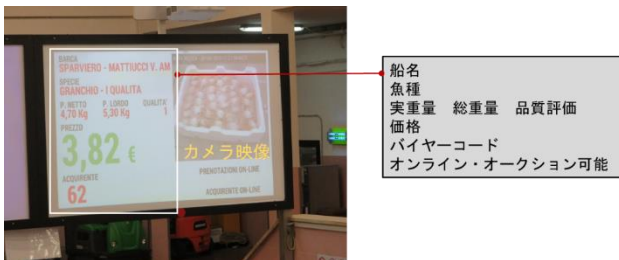 BARCA
SPARVIERO - MATTIUCCI V. AM
SPECIE
GRANCHIO - I QUALITA
P. NETTO P. LORDO QUALITA'
4,70 Kg 5,30 Kg 1
PREZZO
3,82 €
ACQUIRENTE
62
カメラ映像
PRENOTAZIONI ON-LINE
ACQUIRENTE ON-LINE
船名
魚種
実重量 総重量 品質評価
価格
バイヤーコード
オンライン・オークション可能